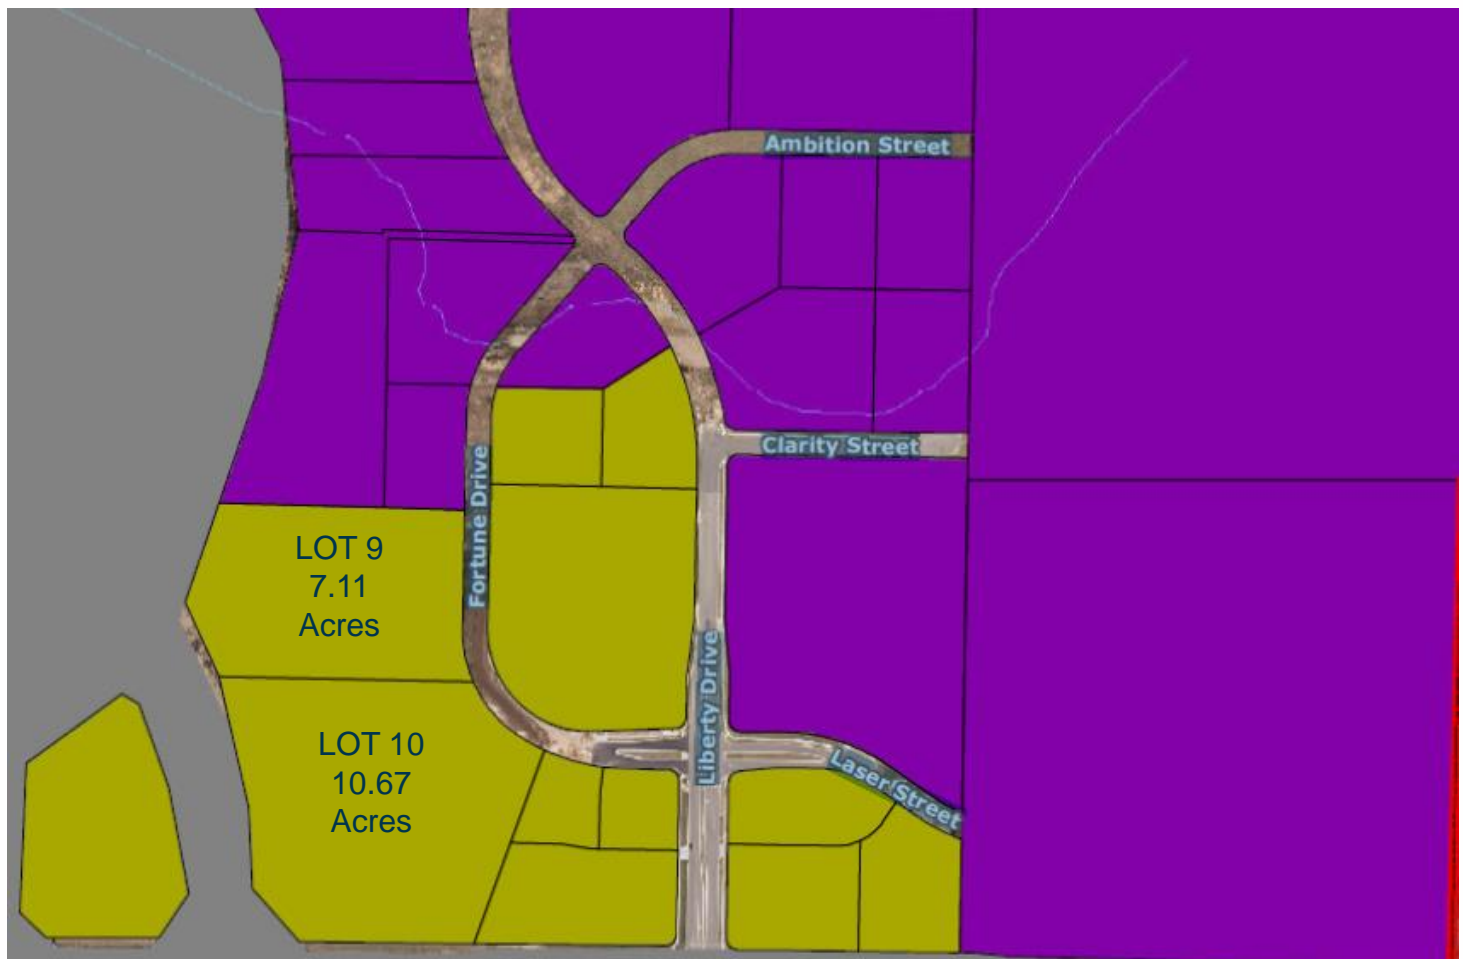 Ambition Street
Clarity Street
Fortune Drive
LOT 9
7.11
Acres
Liberty Drive
LOT 10
10.67
Acres
Laser Street